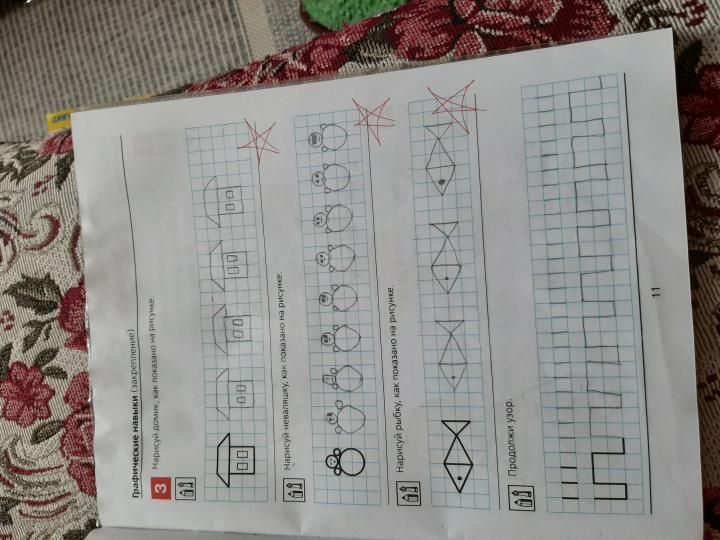 Графические навыки (закрепление)
3
Нарисуй домик, как показано на рисунке.
Нарисуй неваляшку, как показано на рисунке.
Нарисуй рыбку, как показано на рисунке.
Продолжи узор.
11